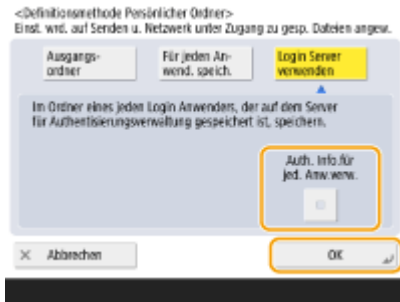 <Definitionsmethode Persönlicher Ordner>
Einst. wrd. auf Senden u. Netzwerk unter Zugang zu gesp. Dateien angew.
Ausgangs-
ordner
Für jeden An-
wend. speich.
Login Server
verwenden
Im Ordner eines jeden Login Anwenders, der auf dem Server
für Authentisierungsverwaltung gespeichert ist, speichern.
Auth. Info.für
jed. Anw.verw.
× Abbrechen
OK